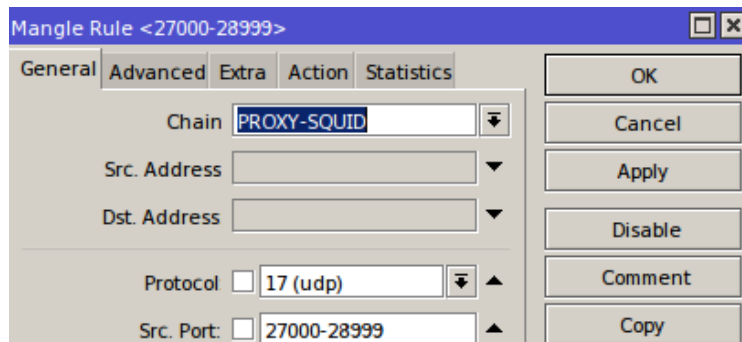 Mangle Rule <27000-28999>
General Advanced Extra Action Statistics
OK
Chain PROXY-SQUID
Cancel
Src. Address
Apply
Dst. Address
Disable
Protocol 17 (udp)
Comment
Src. Port: 27000-28999
Copy